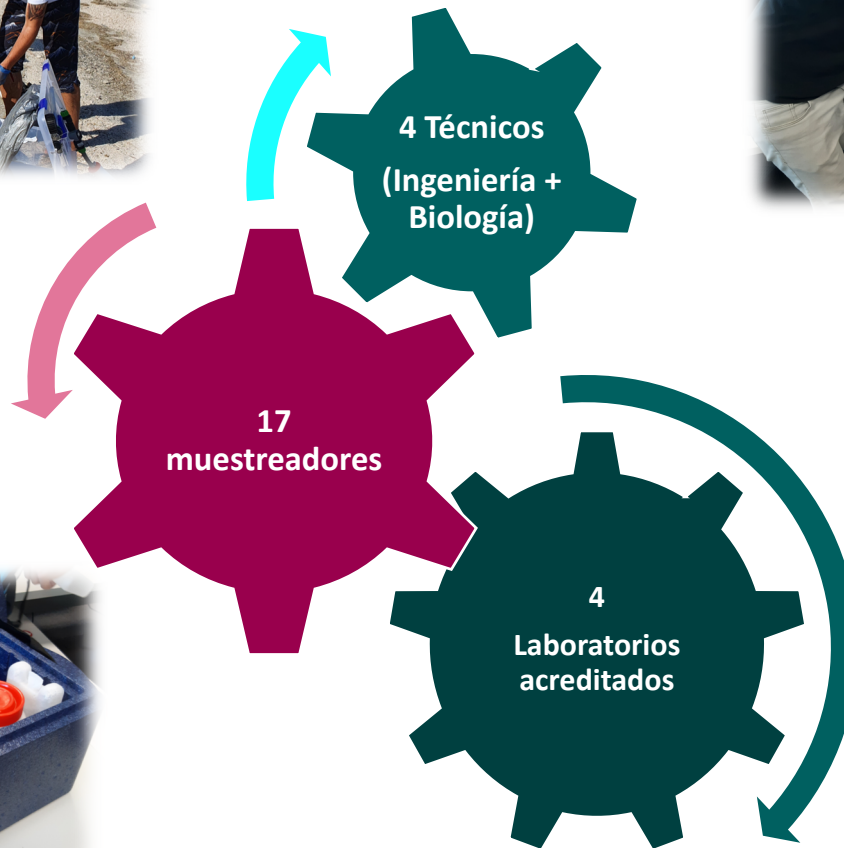 4 Técnicos
(Ingeniería +
Biología)
17
muestreadores
4
Laboratorios
acreditados